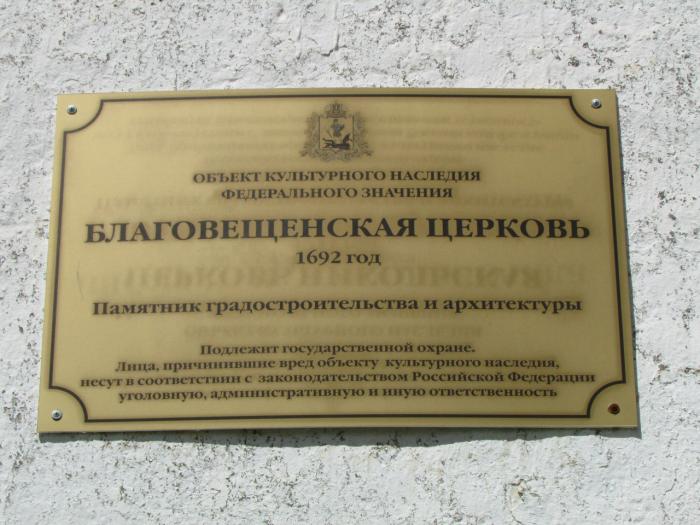 ОБЪЕКТ КУЛЬТУРНОГО НАСЛЕДИЯ
ФЕДЕРАЛЬНОГО ЗНАЧЕНИЯ
БЛАГОВЕЩЕНСКАЯ ЦЕРКОВЬ
1692 год
Памятник градостроительства и архитектуры
Подлежит государственной охране.
Лица, причинившие вред объекту культурного наследия,
несут в соответствии с законодательством Российской Федерации
уголовную, административную и иную ответственность